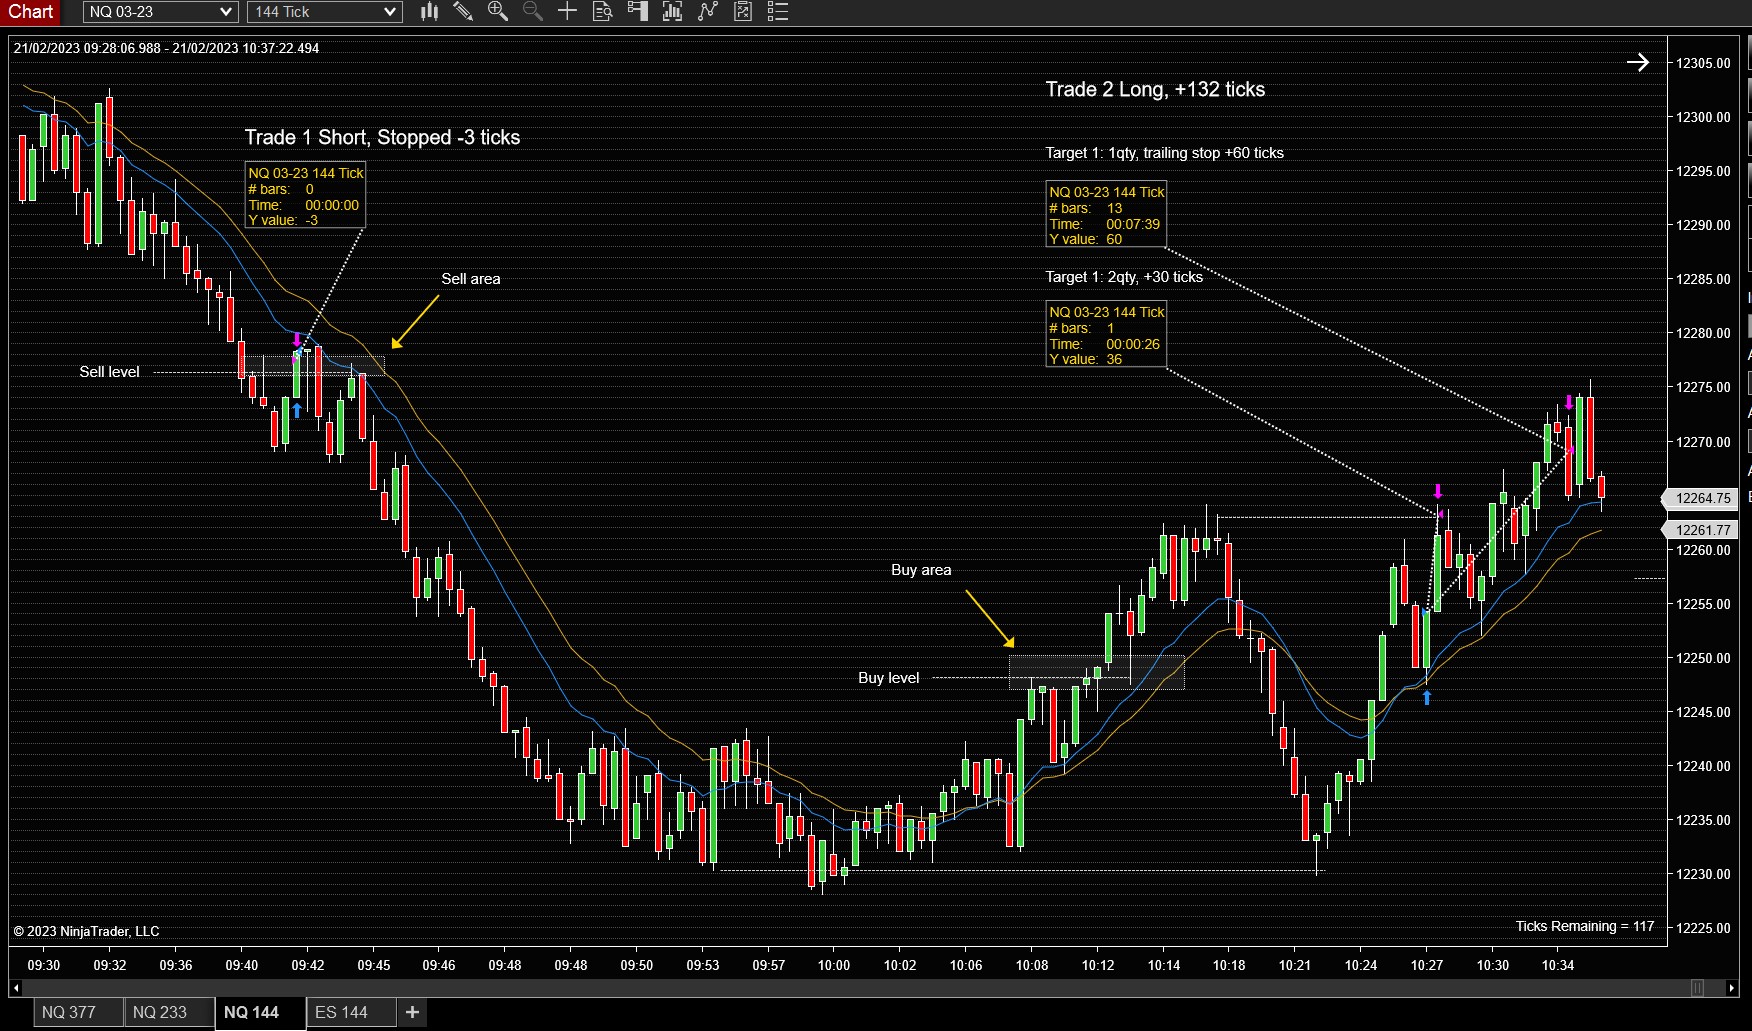 Chart
NQ 03-23
144 Tick
21/02/2023 09:28:06.988 - 21/02/2023 10:37:22.494
Trade 1 Short, Stopped -3 ticks
NQ 03-23 144 Tick
# bars: 0
Time: 00:00:00
Y value: -3
Sell area
Sell level
Trade 2 Long, +132 ticks
Target 1: 1qty, trailing stop +60 ticks
NQ 03-23 144 Tick
# bars: 13
Time: 00:07:39
Y value: 60
Target 1: 2qty, +30 ticks
NQ 03-23 144 Tick
# bars: 1
Time: 00:00:26
Y value: 36
Buy area
Buy level
12305.00
12300.00
12295.00
12290.00
12285.00
12280.00
12275.00
12270.00
12264.75
12261.77
12260.00
12255.00
12250.00
12245.00
12240.00
12235.00
12230.00
12225.00
© 2023 NinjaTrader, LLC
Ticks Remaining = 117
09:30 09:32 09:36 09:40 09:42 09:45 09:46 09:48 09:48 09:50 09:53 09:57 10:00 10:02 10:06 10:08 10:12 10:14 10:18 10:21 10:24 10:27 10:30 10:34
NQ 377
NQ 233
NQ 144
ES 144
+